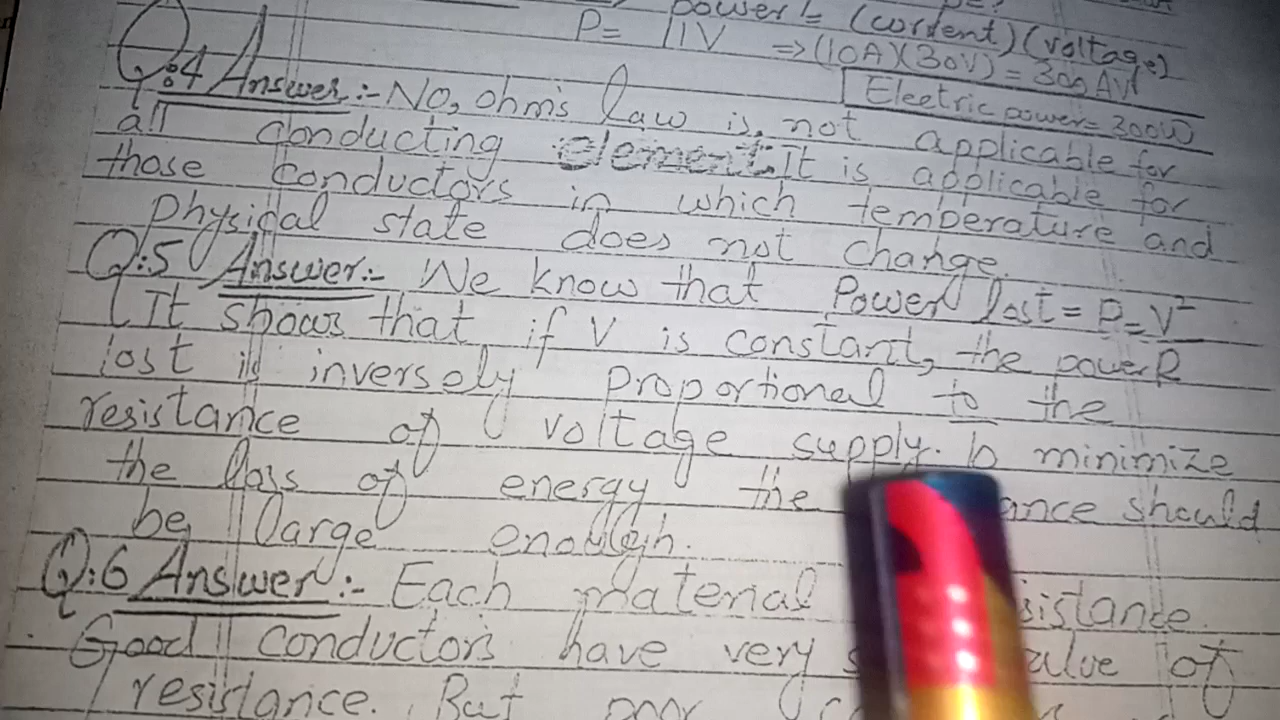 power = (corrent) (voltage)
P= IV => (10A)(30V) = 300 AV
Electric power= 300W
Q:4 Answer:- No, ohm's law is not applicable for
all conducting element. It is applicable for
those conductors in which temperature and
physical state does not change.
Q:5 Answer:- We know that Power lost = P=V²
It shows that if V is constant, the power R
lost is inversely proportional to the
resistance of voltage supply. To minimize
the loss of energy the ance should
be large enough.
Q:6 Answer:- Each material sistance.
Good conductors have very s alue of
resistance. But poor